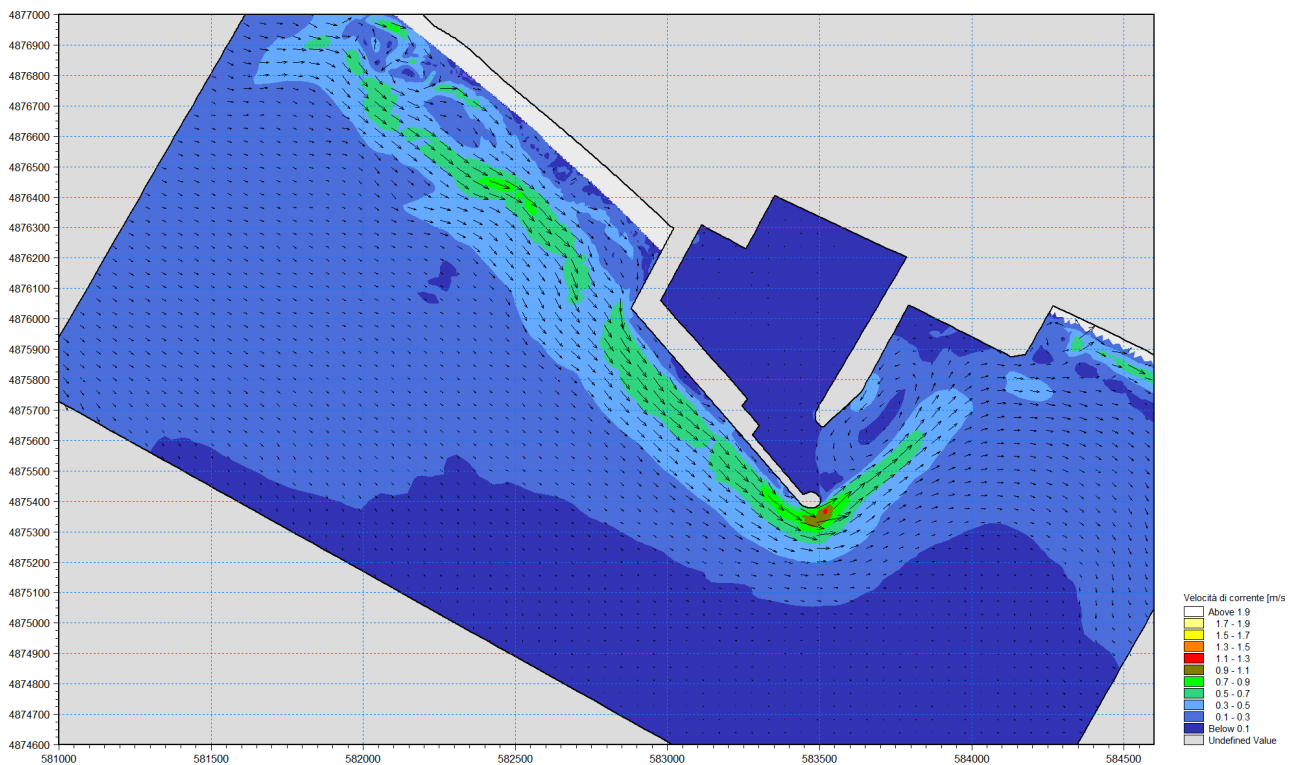 4877000
4876900
4876800
4876700
4876600
4876500
4876400
4876300
4876200
4876100
4876000
4875900
4875800
4875700
4875600
4875500
4875400
4875300
4875200
4875100
4875000
4874900
4874800
4874700
4874600
581000 581500 582000 582500 583000 583500 584000 584500
Velocità di corrente [m/s
Above 1.9
1.7 - 1.9
1.5 - 1.7
1.3 - 1.5
1.1 - 1.3
0.9 - 1.1
0.7 - 0.9
0.5 - 0.7
0.3 - 0.5
0.1 - 0.3
Below 0.1
Undefined Value